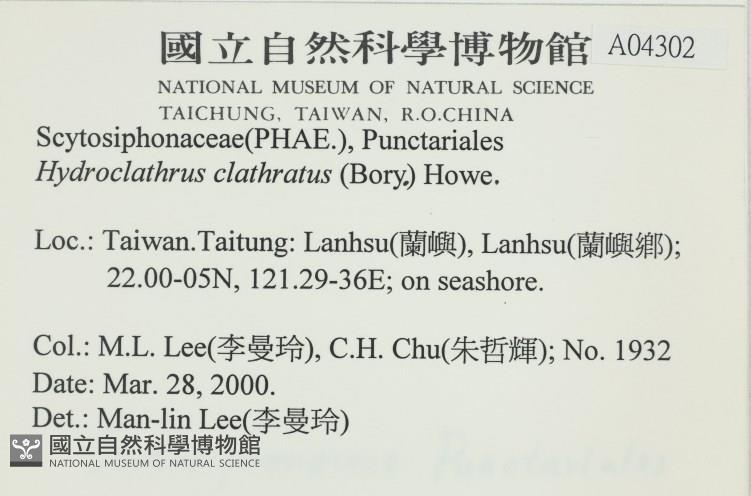 國立自然科學博物館 A04302
NATIONAL MUSEUM OF NATURAL SCIENCE
TAICHUNG, TAIWAN, R.O.CHINA
Scytosiphonaceae(PHAE.), Punctariales
Hydroclathrus clathratus (Bory.) Howe.
Loc.: Taiwan.Taitung: Lanhsu(蘭嶼), Lanhsu(蘭嶼鄉);
22.00-05N, 121.29-36E; on seashore.
Col.: M.L. Lee(李曼玲), C.H. Chu(朱哲輝); No. 1932
Date: Mar. 28, 2000.
Det.: Man-lin Lee(李曼玲)
國立自然科學博物館
NATIONAL MUSEUM OF NATURAL SCIENCE